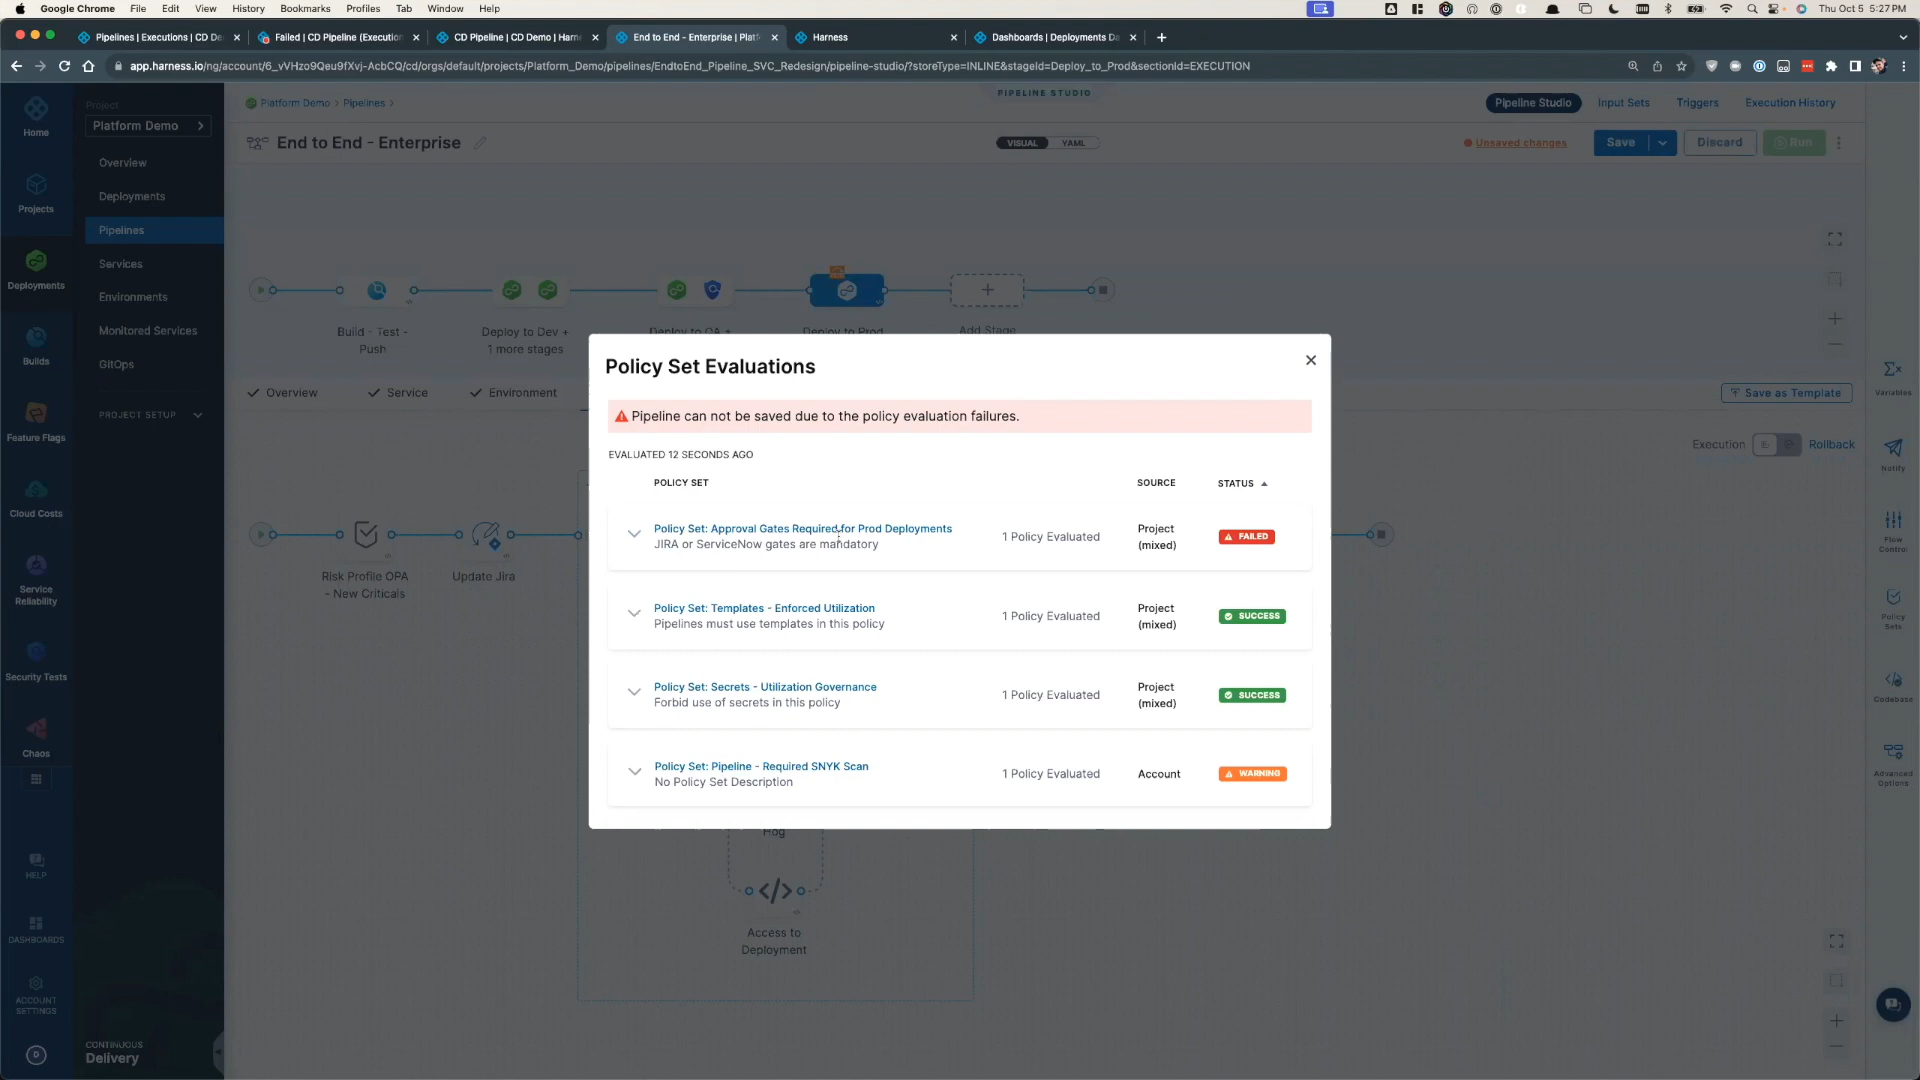 Google Chrome File Edit View History Bookmarks Profiles Tab Window Help Thu Oct 5 5:27 PM
Pipelines | Executions | CD De
Failed | CD Pipeline (Execution
CD Pipeline | CD Demo | Harn
End to End - Enterprise | Platf
Harness
Dashboards | Deployments Da
app.harness.io/ng/account/6_vVHzo9Qeu9fXvj-AcbCQ/cd/orgs/default/projects/Platform_Demo/pipelines/EndtoEnd_Pipeline_SVC_Redesign/pipeline-studio/?storeType=INLINE&stageId=Deploy_to_Prod&sectionId=EXECUTION
Home
Projects
Deployments
Builds
Feature Flags
Cloud Costs
Service
Reliability
Security Tests
Chaos
HELP
DASHBOARDS
ACCOUNT
SETTINGS
D
Project
Platform Demo
Overview
Deployments
Pipelines
Services
Environments
Monitored Services
GitOps
PROJECT SETUP
CONTINUOUS
Delivery
Platform Demo > Pipelines >
PIPELINE STUDIO
Pipeline Studio
Input Sets
Triggers
Execution History
End to End - Enterprise
VISUAL YAML
Unsaved changes
Save
Discard
Run
Build - Test -
Push
Deploy to Dev +
1 more stages
Deploy to QA +
Deploy to Prod
Add Stage
Overview
Service
Environment
Save as Template
Execution
Rollback
Risk Profile OPA
- New Criticals
Update Jira
Policy Set Evaluations
Pipeline can not be saved due to the policy evaluation failures.
EVALUATED 12 SECONDS AGO
POLICY SET SOURCE STATUS
Policy Set: Approval Gates Required for Prod Deployments
JIRA or ServiceNow gates are mandatory
1 Policy Evaluated
Project
(mixed)
FAILED
Policy Set: Templates - Enforced Utilization
Pipelines must use templates in this policy
1 Policy Evaluated
Project
(mixed)
SUCCESS
Policy Set: Secrets - Utilization Governance
Forbid use of secrets in this policy
1 Policy Evaluated
Project
(mixed)
SUCCESS
Policy Set: Pipeline - Required SNYK Scan
No Policy Set Description
1 Policy Evaluated
Account
WARNING
Hog
Access to
Deployment
Variables
Notify
Flow
Control
Policy
Sets
Codebase
Advanced
Options